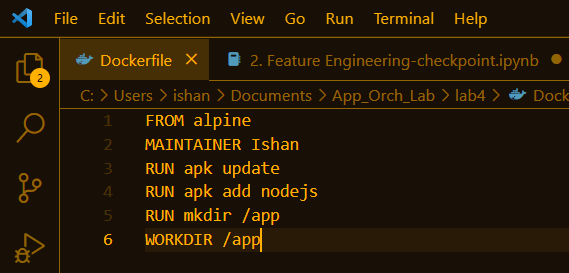 File Edit Selection View Go Run Terminal Help
Dockerfile 2. Feature Engineering-checkpoint.ipynb
2
C: > Users > ishan > Documents > App_Orch_Lab > lab4 > Dock
1 FROM alpine
2 MAINTAINER Ishan
3 RUN apk update
4 RUN apk add nodejs
5 RUN mkdir /app
6 WORKDIR /app